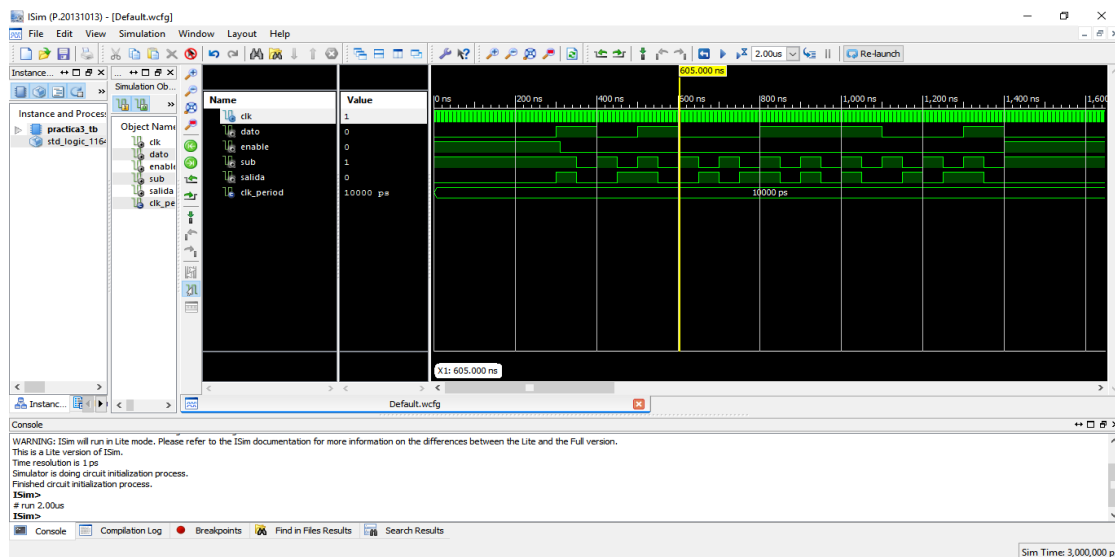 ISim (P.20131013) - [Default.wcfg]
File Edit View Simulation Window Layout Help
2.00us Re-launch
Instance...
Instance and Proces
practica3_tb
std_logic_1164
Simulation Ob...
Object Name
clk
dato
enable
sub
salida
clk_pe
Name Value
clk 1
dato 0
enable 0
sub 1
salida 0
clk_period 10000 ps
605.000 ns
0 ns 200 ns 400 ns 600 ns 800 ns 1,000 ns 1,200 ns 1,400 ns 1,600
10000 ps
X1: 605.000 ns
Instanc... Default.wcfg
Console
WARNING: ISim will run in Lite mode. Please refer to the ISim documentation for more information on the differences between the Lite and the Full version.
This is a Lite version of ISim.
Time resolution is 1 ps
Simulator is doing circuit initialization process.
Finished circuit initialization process.
ISim>
# run 2.00us
ISim>
Console Compilation Log Breakpoints Find in Files Results Search Results
Sim Time: 3,000,000 p